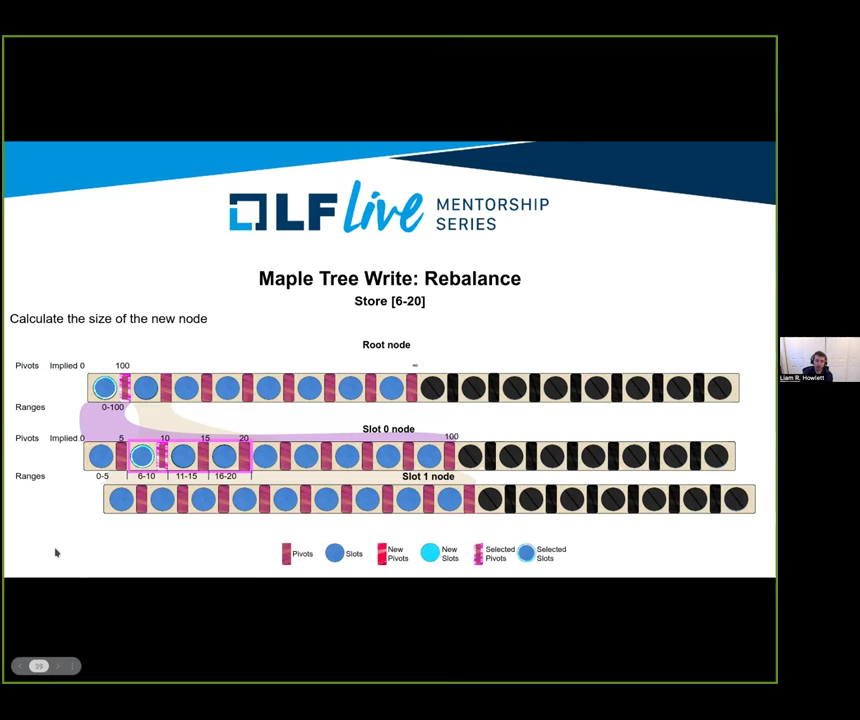 LF Live MENTORSHIP SERIES
Maple Tree Write: Rebalance
Store [6-20]
Calculate the size of the new node
Root node
Pivots Implied 0 100 ∞
Ranges 0-100
Slot 0 node
Pivots Implied 0 5 10 15 20 100
Ranges 0-5 6-10 11-15 16-20
Slot 1 node
Pivots Slots New Pivots New Slots Selected Pivots Selected Slots
Liam R. Howlett
29